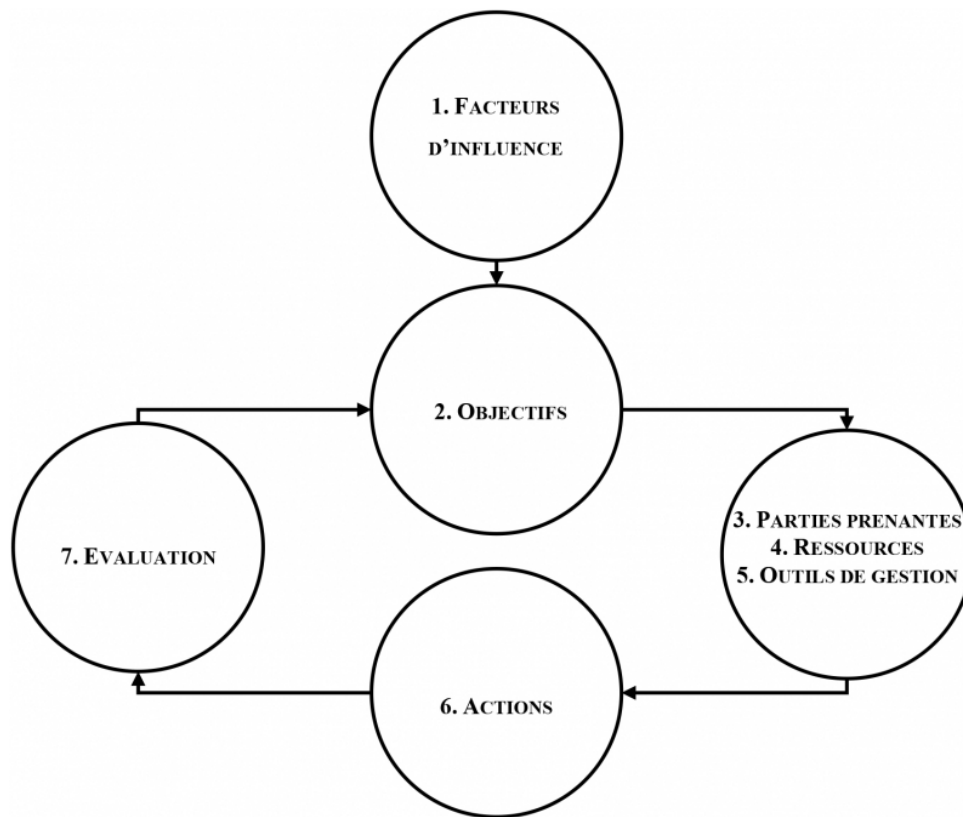 1. FACTEURS
D'INFLUENCE
2. OBJECTIFS
3. PARTIES PRENANTES
4. RESSOURCES
5. OUTILS DE GESTION
7. EVALUATION
6. ACTIONS